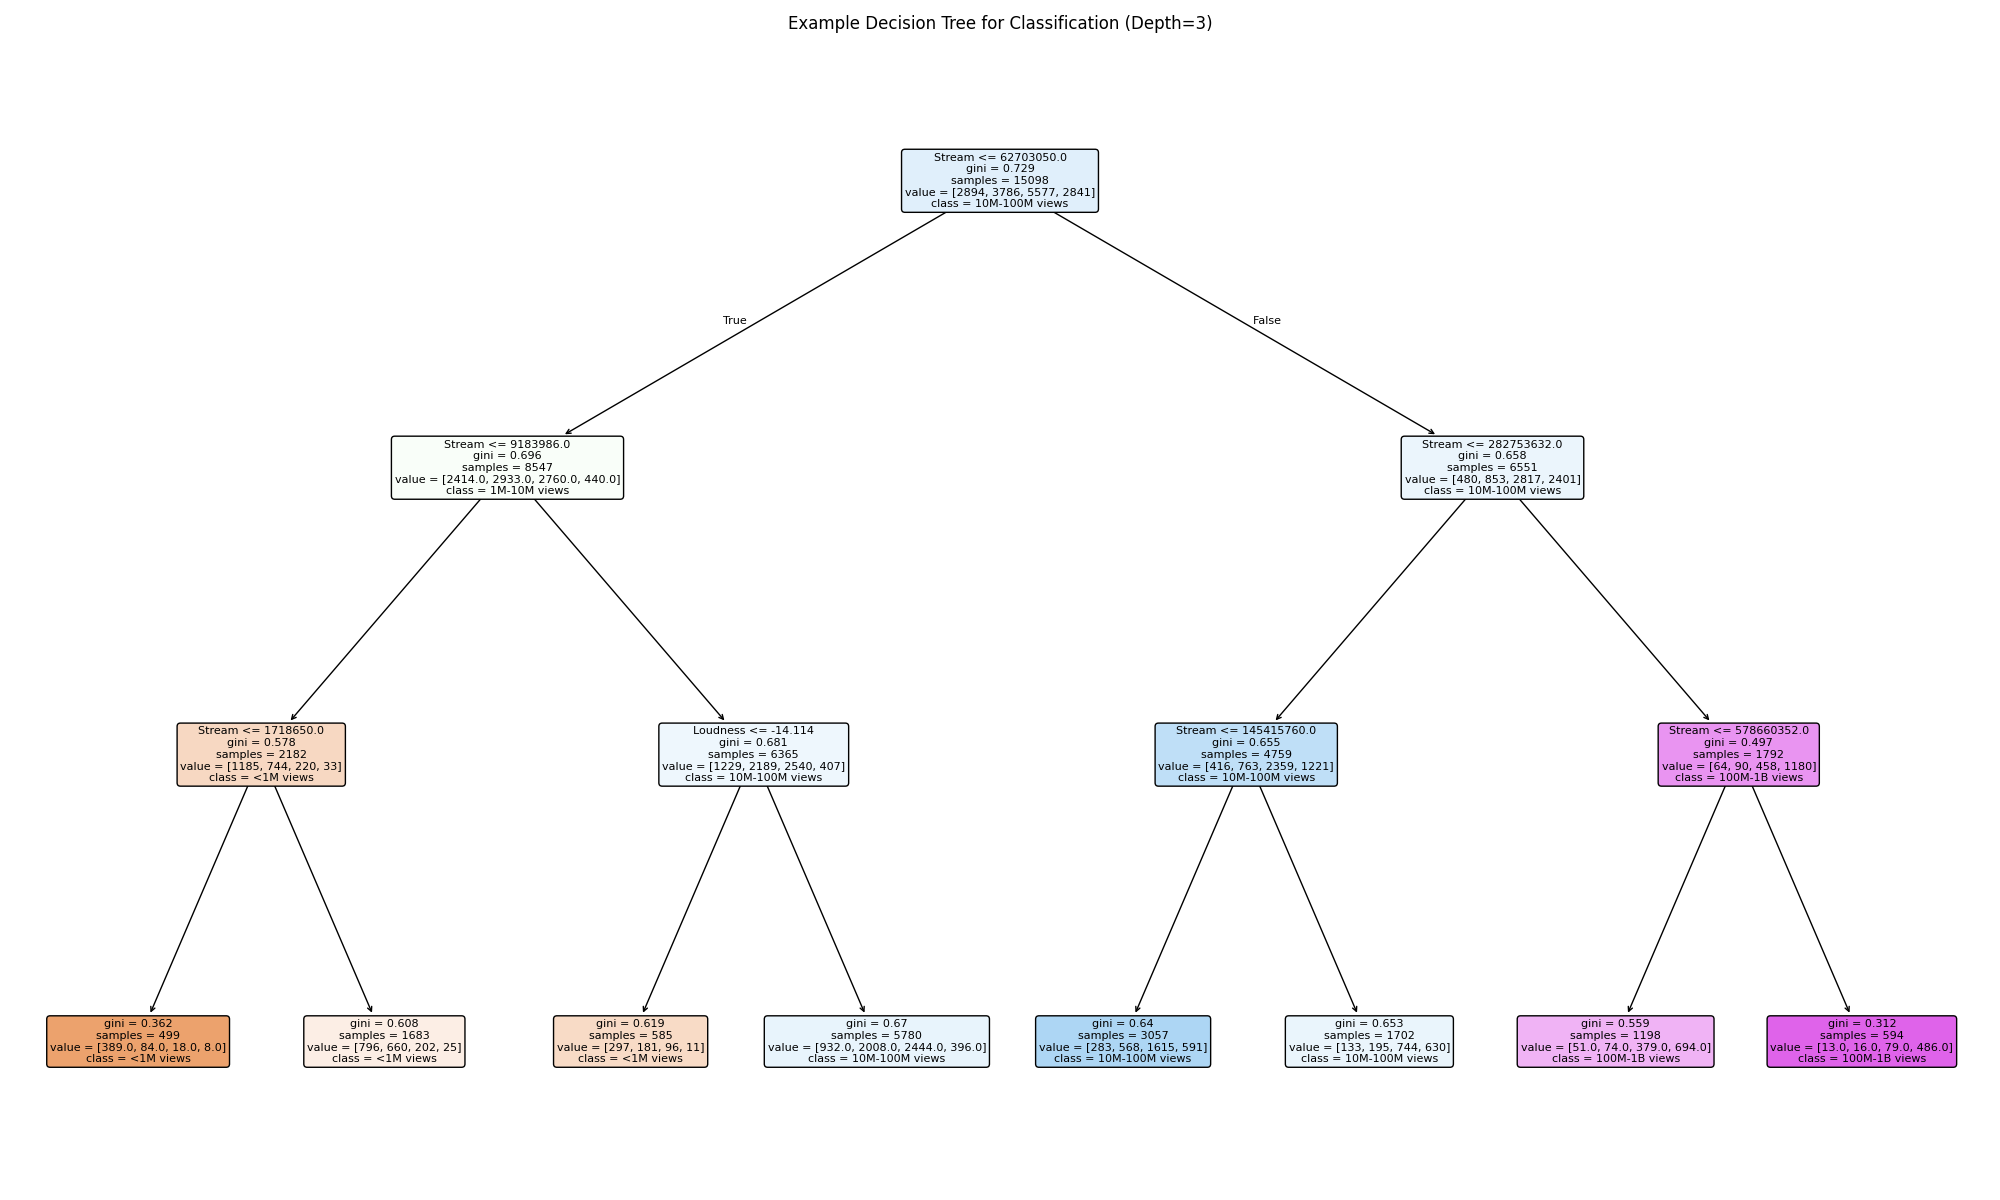 Example Decision Tree for Classification (Depth=3)
Stream <= 62703050.0
gini = 0.729
samples = 15098
value = [2894, 3786, 5577, 2841]
class = 10M-100M views
True
False
Stream <= 9183986.0
gini = 0.696
samples = 8547
value = [2414.0, 2933.0, 2760.0, 440.0]
class = 1M-10M views
Stream <= 282753632.0
gini = 0.658
samples = 6551
value = [480, 853, 2817, 2401]
class = 10M-100M views
Stream <= 1718650.0
gini = 0.578
samples = 2182
value = [1185, 744, 220, 33]
class = <1M views
Loudness <= -14.114
gini = 0.681
samples = 6365
value = [1229, 2189, 2540, 407]
class = 10M-100M views
Stream <= 145415760.0
gini = 0.655
samples = 4759
value = [416, 763, 2359, 1221]
class = 10M-100M views
Stream <= 578660352.0
gini = 0.497
samples = 1792
value = [64, 90, 458, 1180]
class = 100M-1B views
gini = 0.362
samples = 499
value = [389.0, 84.0, 18.0, 8.0]
class = <1M views
gini = 0.608
samples = 1683
value = [796, 660, 202, 25]
class = <1M views
gini = 0.619
samples = 585
value = [297, 181, 96, 11]
class = <1M views
gini = 0.67
samples = 5780
value = [932.0, 2008.0, 2444.0, 396.0]
class = 10M-100M views
gini = 0.64
samples = 3057
value = [283, 568, 1615, 591]
class = 10M-100M views
gini = 0.653
samples = 1702
value = [133, 195, 744, 630]
class = 10M-100M views
gini = 0.559
samples = 1198
value = [51.0, 74.0, 379.0, 694.0]
class = 100M-1B views
gini = 0.312
samples = 594
value = [13.0, 16.0, 79.0, 486.0]
class = 100M-1B views